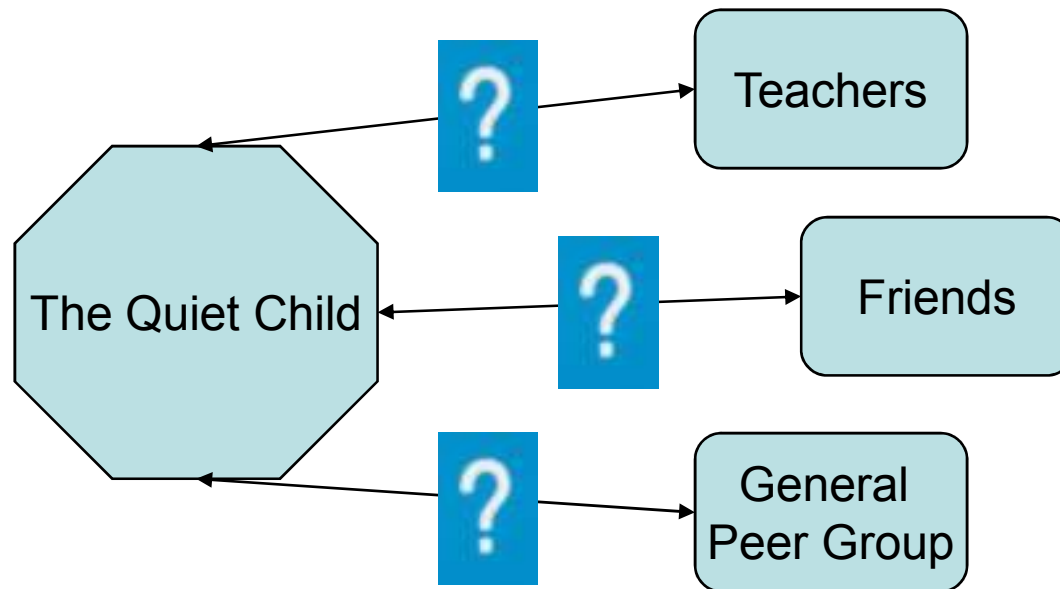 ?
Teachers
The Quiet Child
?
Friends
?
General
Peer Group